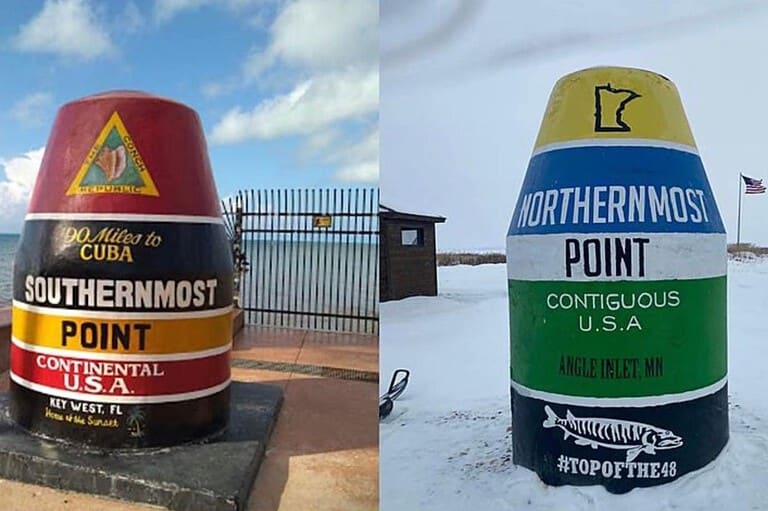 THE CONCH
REPUBLIC
90 Miles to
CUBA
SOUTHERNMOST
POINT
CONTINENTAL
U.S.A.
KEY WEST, FL
Home of the Sunset
NORTHERNMOST
POINT
CONTIGUOUS
U.S.A
ANGLE INLET, MN
#TOPOFTHE48